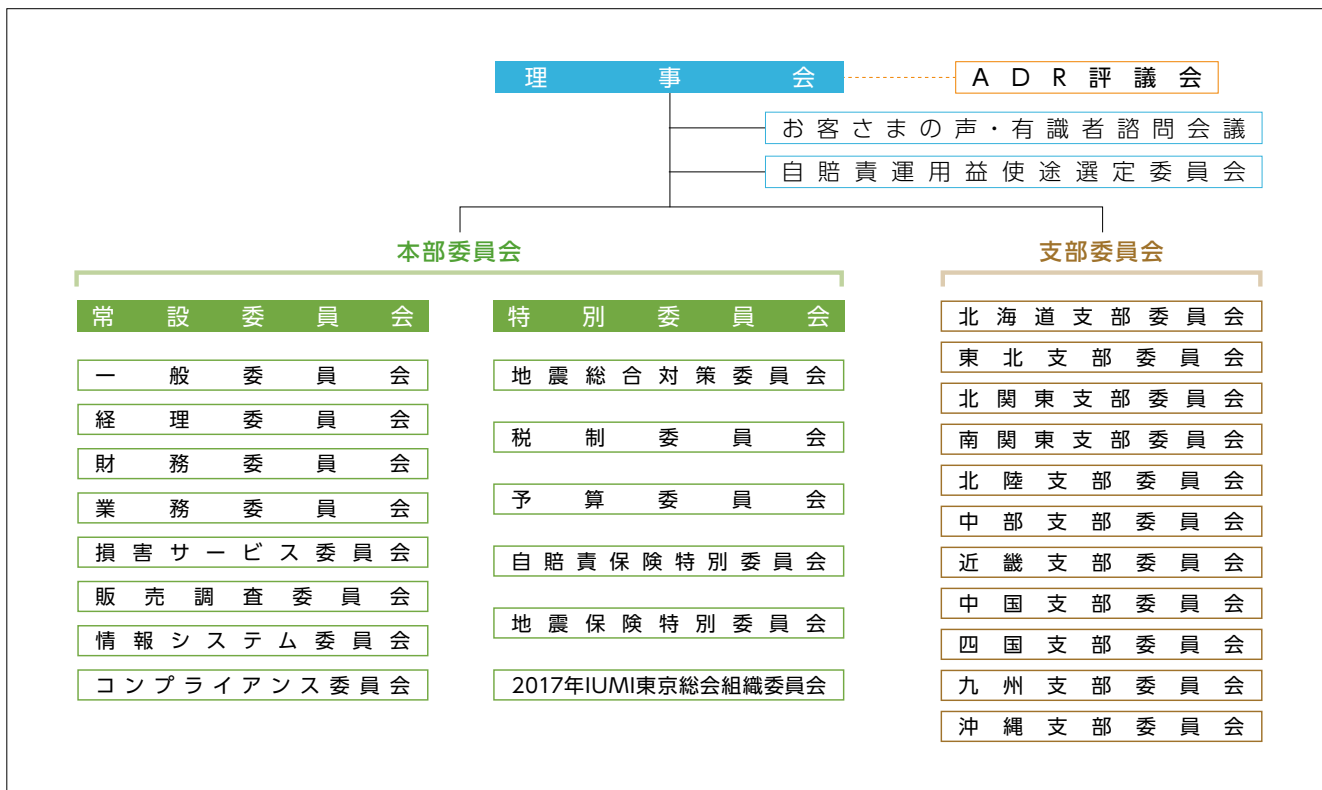 理事会
ADR評議会
お客さまの声・有識者諮問会議
自賠責運用益使途選定委員会
本部委員会
支部委員会
常設委員会
一般委員会
経理委員会
財務委員会
業務委員会
損害サービス委員会
販売調査委員会
情報システム委員会
コンプライアンス委員会
特別委員会
地震総合対策委員会
税制委員会
予算委員会
自賠責保険特別委員会
地震保険特別委員会
2017年IUMI東京総会組織委員会
北海道支部委員会
東北支部委員会
北関東支部委員会
南関東支部委員会
北陸支部委員会
中部支部委員会
近畿支部委員会
中国支部委員会
四国支部委員会
九州支部委員会
沖縄支部委員会